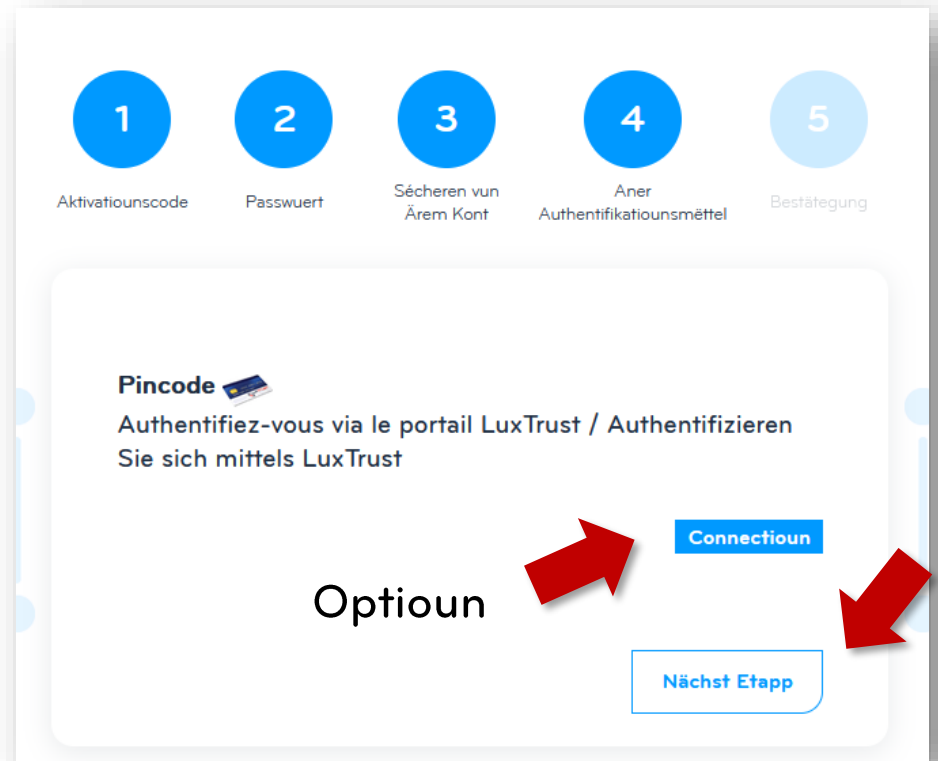 1
2
3
4
5
Aktivatiounscode
Passwuert
Sécheren vun
Ärem Kont
Aner
Authentifikatiounsmëttel
Bestätegung
Pincode
Authentifiez-vous via le portail LuxTrust / Authentifizieren
Sie sich mittels LuxTrust
Connectioun
Optioun
Nächst Etapp